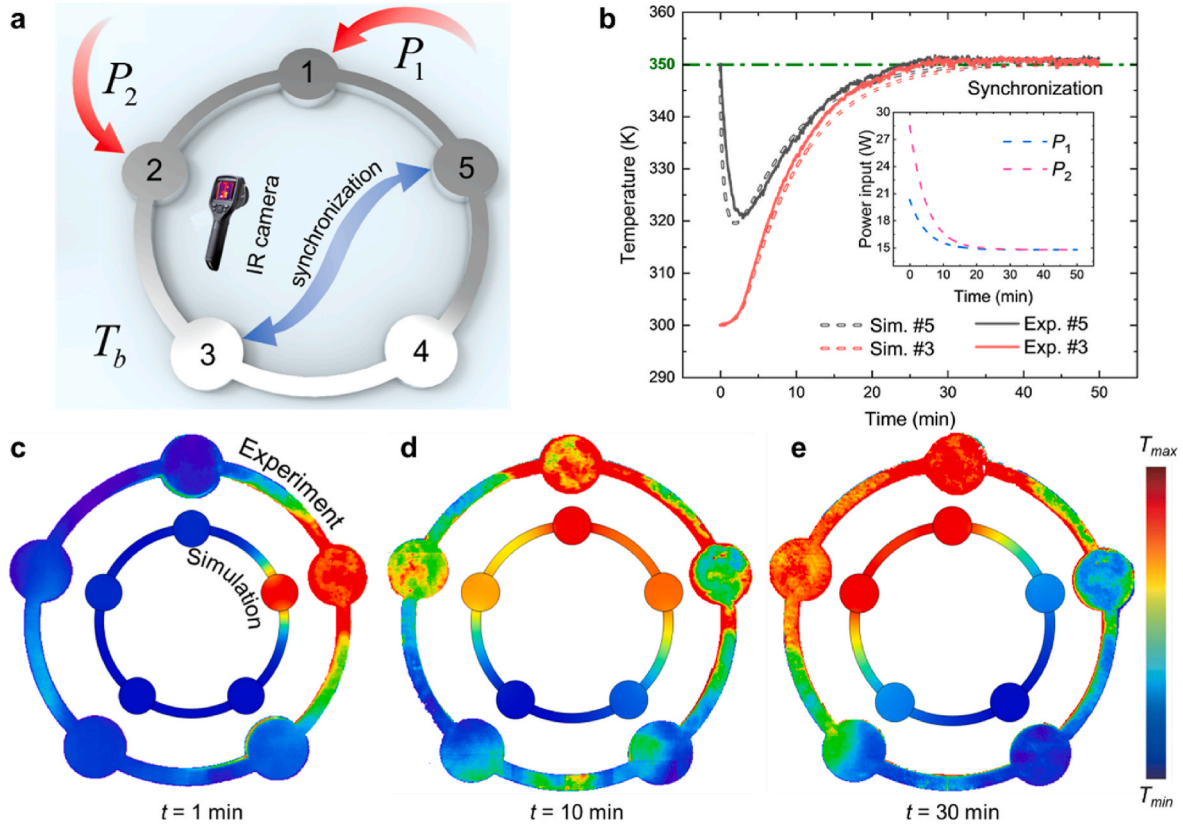 a
P1
P2
1
2
5
IR camera
synchronization
Tb
3
4
b
360
350
340
330
320
310
300
290
Temperature (K)
0
10
20
30
40
50
Time (min)
Synchronization
30
27
24
21
18
15
Power input (W)
P1
P2
0
10
20
30
40
50
Time (min)
Sim. #5
Exp. #5
Sim. #3
Exp. #3
c
Experiment
Simulation
t = 1 min
d
t = 10 min
e
t = 30 min
Tmax
Tmin